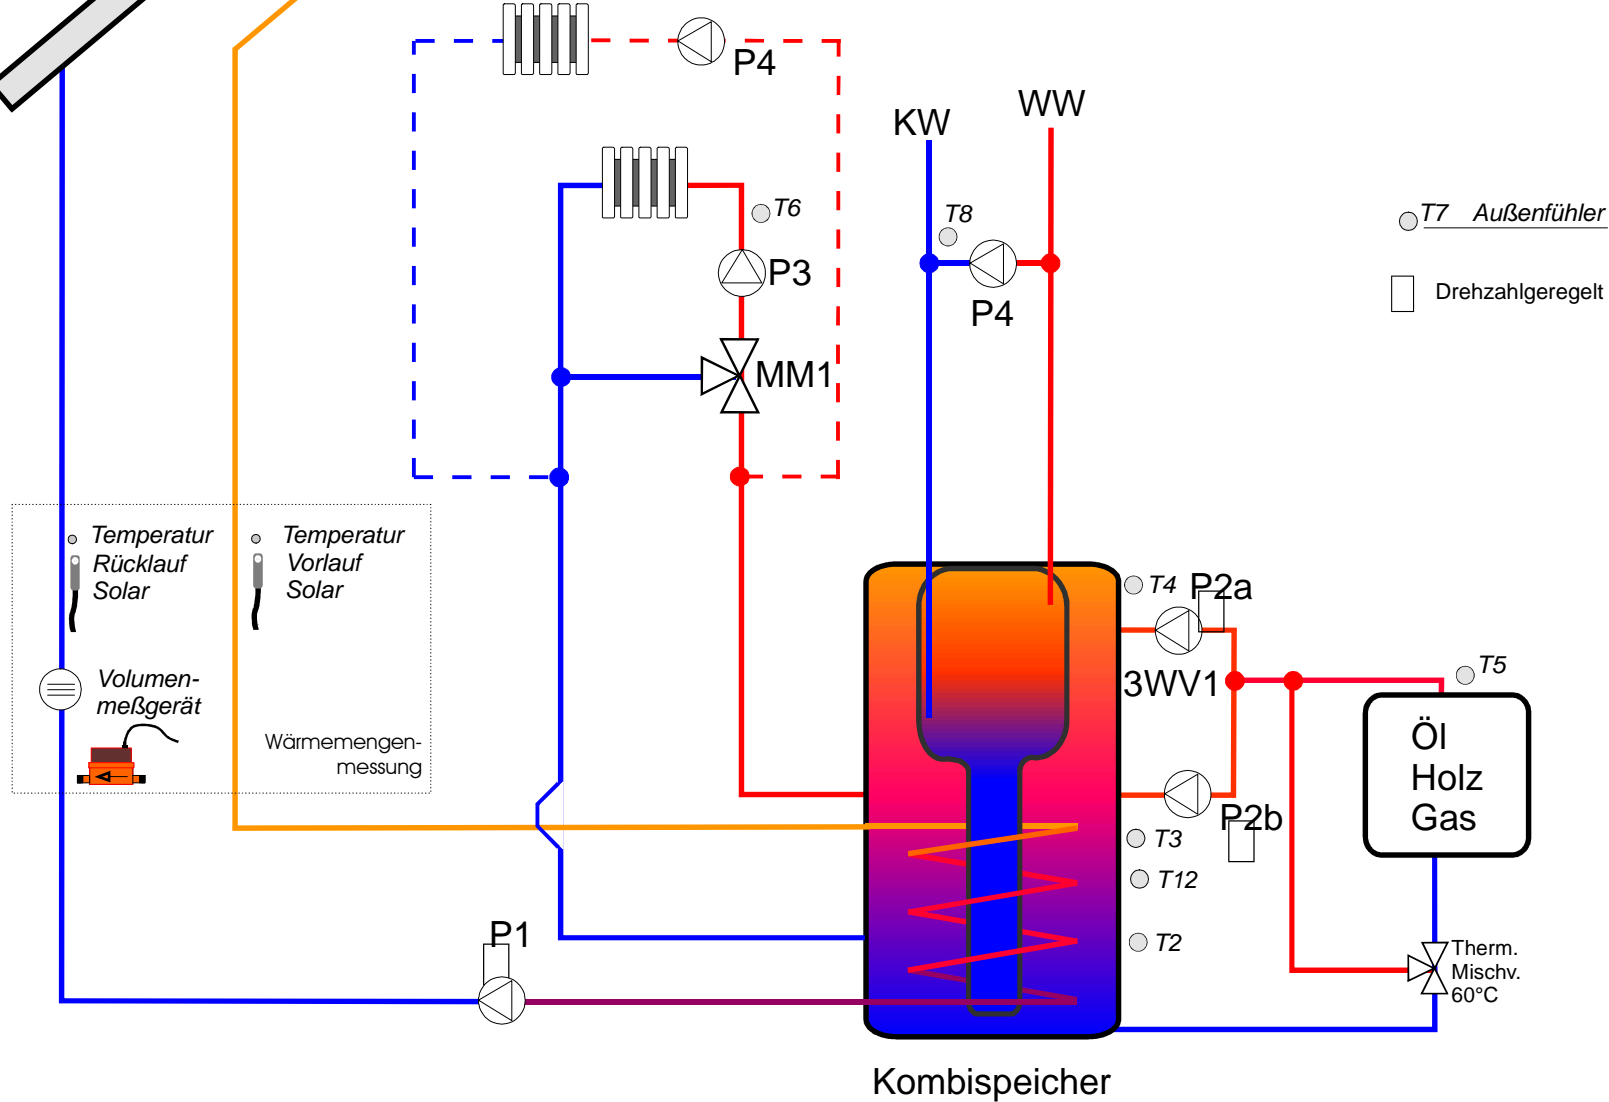 P4
KW
WW
T6
T8
T7 Außenfühler
P3
P4
Drehzahlgeregelt
MM1
Temperatur
Rücklauf
Solar
Temperatur
Vorlauf
Solar
T4
P2a
Volumen-
meßgerät
3WV1
T5
Wärmemengen-
messung
Öl
Holz
Gas
P2b
T3
T12
P1
T2
Therm.
Mischv.
60°C
Kombispeicher